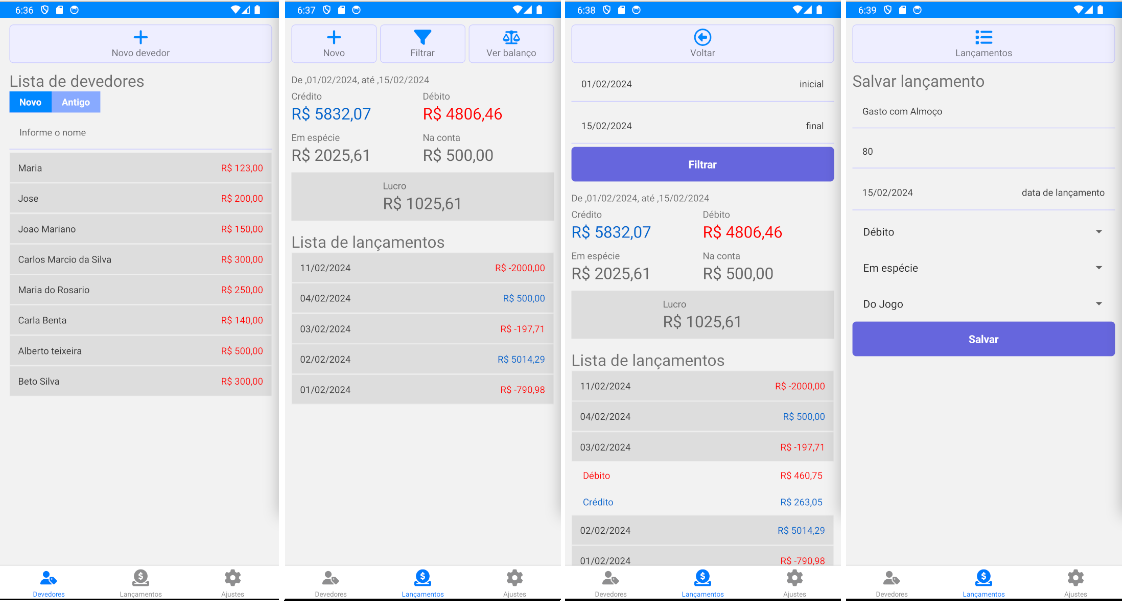 6:36
Novo devedor
Lista de devedores
Novo Antigo
Informe o nome
Maria R$ 123,00
Jose R$ 200,00
Joao Mariano R$ 150,00
Carlos Marcio da Silva R$ 300,00
Maria do Rosario R$ 250,00
Carla Benta R$ 140,00
Alberto teixeira R$ 500,00
Beto Silva R$ 300,00
Devedores Lançamentos Ajustes
6:37
Novo Filtrar Ver balanço
De ,01/02/2024, até ,15/02/2024
Crédito Débito
R$ 5832,07 R$ 4806,46
Em espécie Na conta
R$ 2025,61 R$ 500,00
Lucro
R$ 1025,61
Lista de lançamentos
11/02/2024 R$ -2000,00
04/02/2024 R$ 500,00
03/02/2024 R$ -197,71
02/02/2024 R$ 5014,29
01/02/2024 R$ -790,98
Devedores Lançamentos Ajustes
6:38
Voltar
01/02/2024 inicial
15/02/2024 final
Filtrar
De ,01/02/2024, até ,15/02/2024
Crédito Débito
R$ 5832,07 R$ 4806,46
Em espécie Na conta
R$ 2025,61 R$ 500,00
Lucro
R$ 1025,61
Lista de lançamentos
11/02/2024 R$ -2000,00
04/02/2024 R$ 500,00
03/02/2024 R$ -197,71
Débito R$ 460,75
Crédito R$ 263,05
02/02/2024 R$ 5014,29
01/02/2024 R$ -790,98
Devedores Lançamentos Ajustes
6:39
Lançamentos
Salvar lançamento
Gasto com Almoço
80
15/02/2024 data de lançamento
Débito
Em espécie
Do Jogo
Salvar
Devedores Lançamentos Ajustes